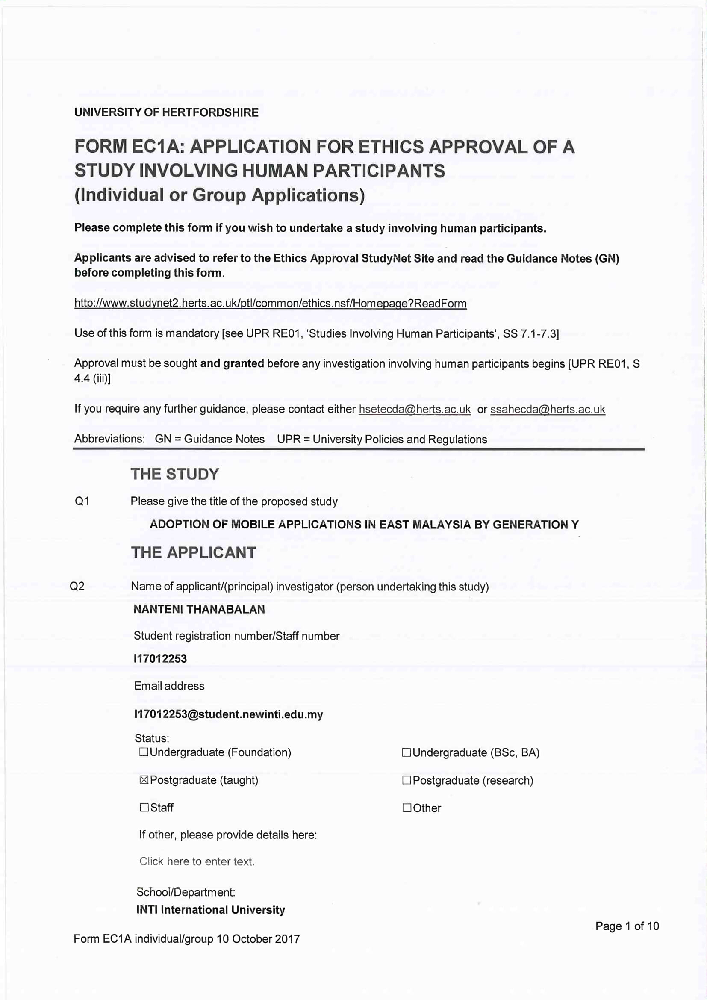 UNIVERSITY OF HERTFORDSHIRE
FORM EC1A: APPLICATION FOR ETHICS APPROVAL OF A
STUDY INVOLVING HUMAN PARTICIPANTS
(Individual or Group Applications)
Please complete this form if you wish to undertake a study involving human participants.
Applicants are advised to refer to the Ethics Approval StudyNet Site and read the Guidance Notes (GN)
before completing this form.
http://www.studynet2.herts.ac.uk/ptl/common/ethics.nsf/Homepage?ReadForm
Use of this form is mandatory [see UPR RE01, ‘Studies Involving Human Participants’, SS 7.1-7.3]
Approval must be sought and granted before any investigation involving human participants begins [UPR RE01, S
4.4 (iii)]
If you require any further guidance, please contact either hsetecda@herts.ac.uk or ssahecda@herts.ac.uk
Abbreviations: GN = Guidance Notes UPR = University Policies and Regulations
THE STUDY
Q1 Please give the title of the proposed study
ADOPTION OF MOBILE APPLICATIONS IN EAST MALAYSIA BY GENERATION Y
THE APPLICANT
Q2 Name of applicant/(principal) investigator (person undertaking this study)
NANTENI THANABALAN
Student registration number/Staff number
I17012253
Email address
I17012253@student.newinti.edu.my
Status:
☐Undergraduate (Foundation) ☐Undergraduate (BSc, BA)
☒Postgraduate (taught) ☐Postgraduate (research)
☐Staff ☐Other
If other, please provide details here:
Click here to enter text.
School/Department:
INTI International University
Page 1 of 10
Form EC1A individual/group 10 October 2017